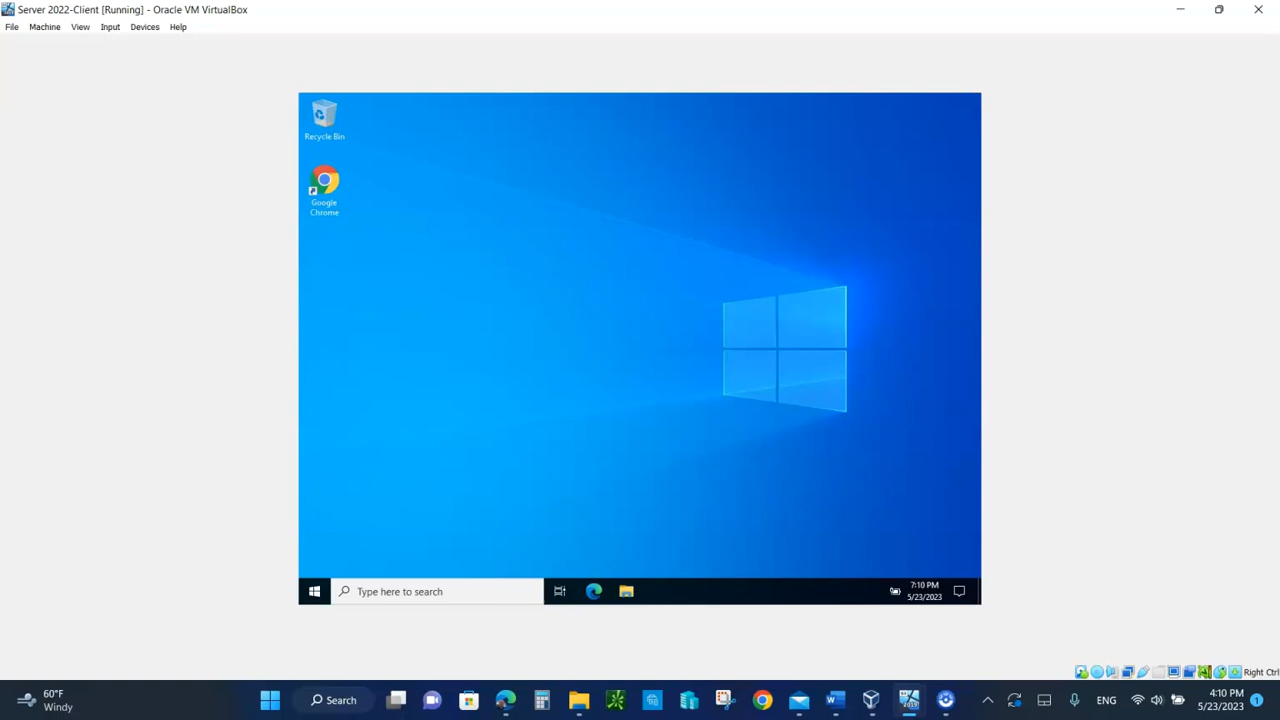 Server 2022-Client [Running] - Oracle VM VirtualBox
File Machine View Input Devices Help
Recycle Bin
Google
Chrome
Type here to search
7:10 PM
5/23/2023
Right Ctrl
60°F
Windy
Search
2019
ENG
4:10 PM
5/23/2023
1